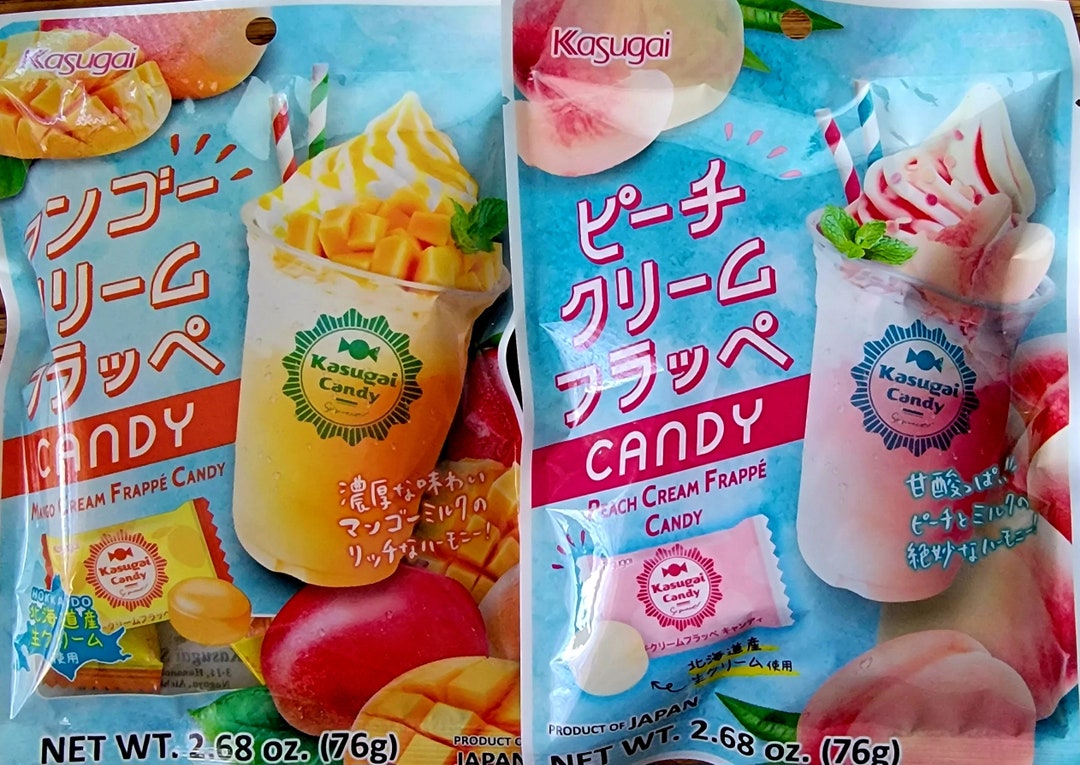 Kasugai
マンゴー
クリーム
フラッペ
CANDY
MANGO CREAM FRAPPÉ CANDY
Kasugai
Candy
濃厚な味わい
マンゴーミルクの
リッチなハーモニー!
Kasugai
Candy
HOKKAIDO
北海道産
生クリーム
使用
Kasugai
NET WT. 2.68 oz. (76g)
PRODUCT O
JAPAN
Kasugai
ピーチ
クリーム
フラッペ
CANDY
PEACH CREAM FRAPPÉ
CANDY
Kasugai
Candy
甘酸っぱい
ピーチとミルクの
絶妙なハーモニー!
Kasugai
Candy
クリームフラッペ キャンディ
北海道産
生クリーム使用
PRODUCT OF JAPAN
NET WT. 2.68 oz. (76g)